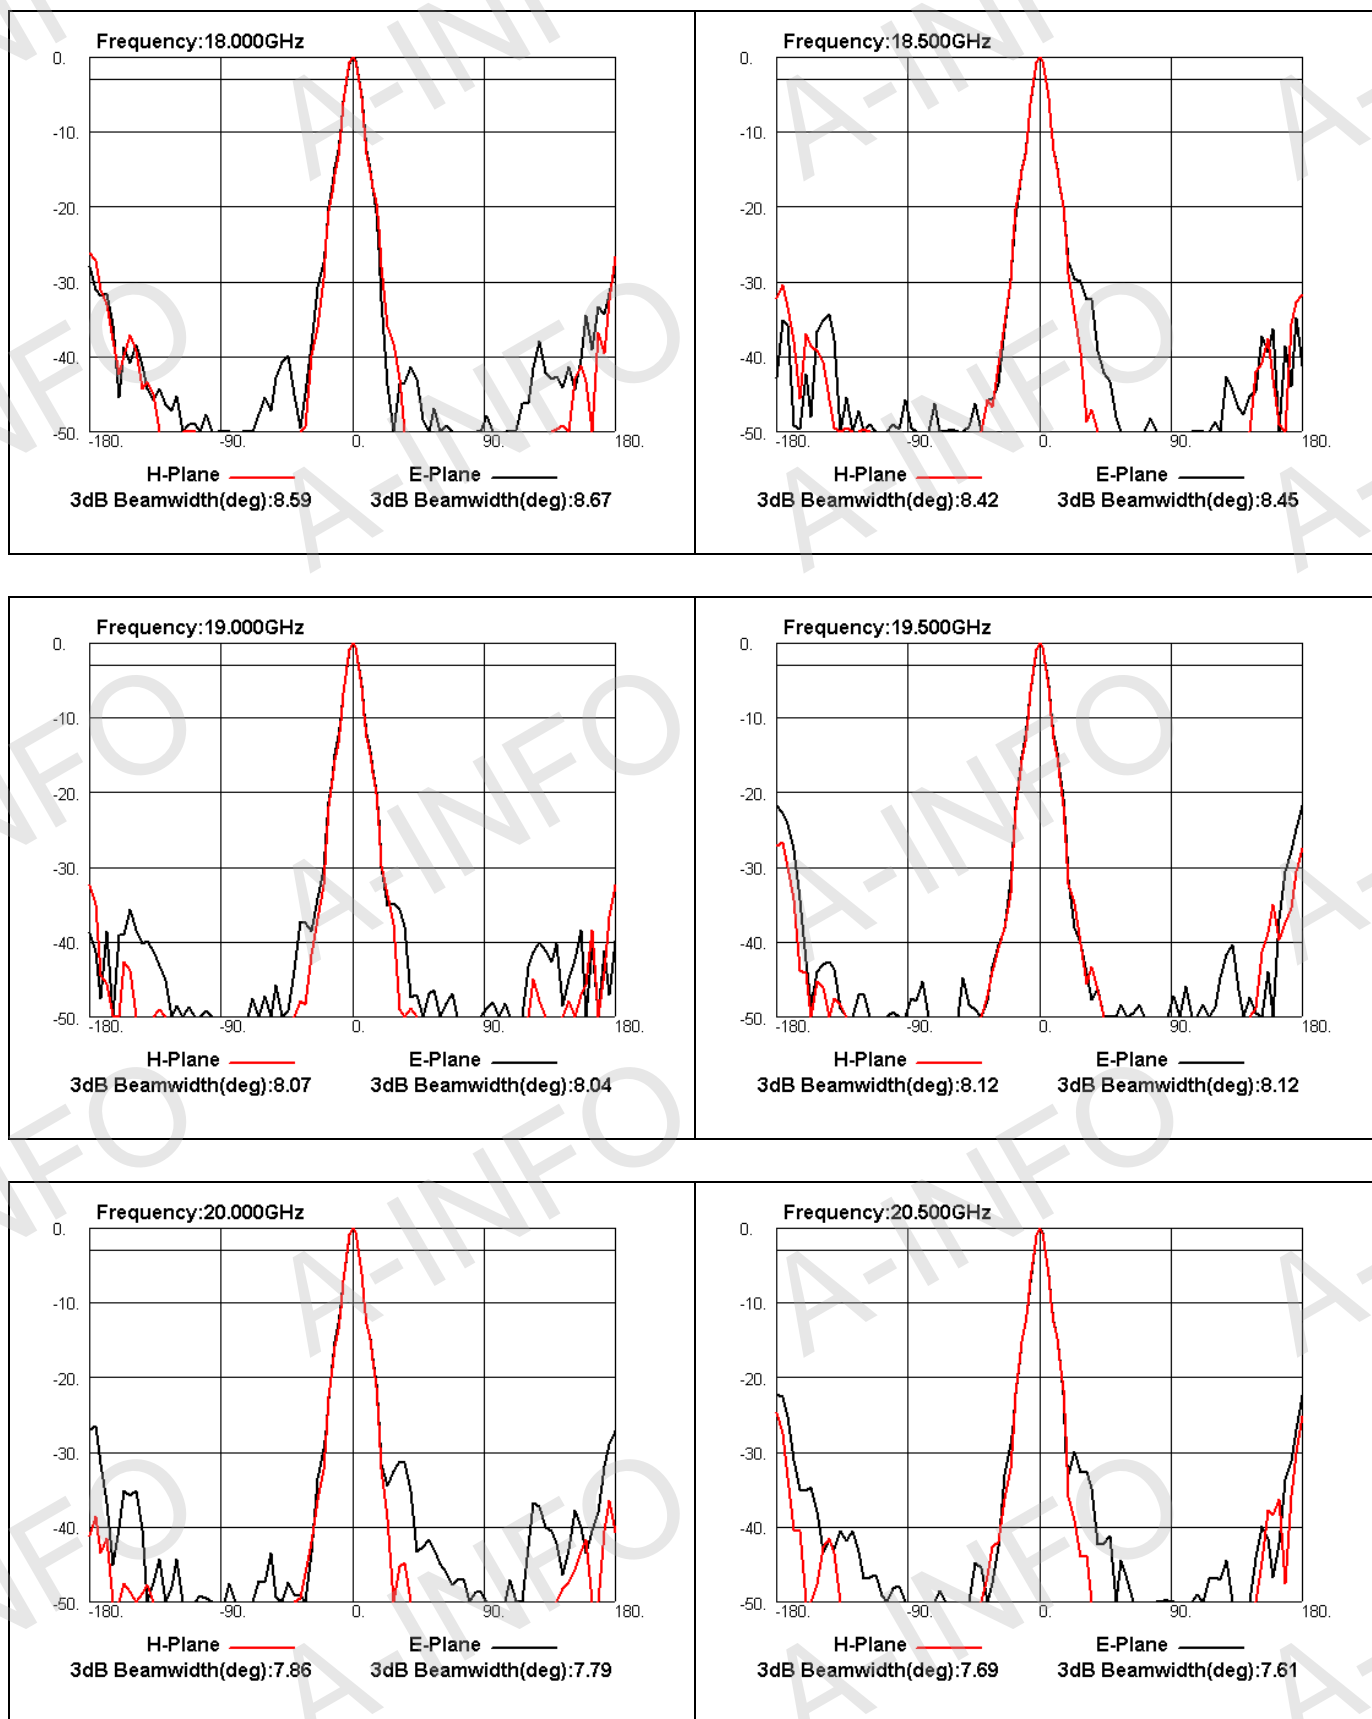 Frequency:18.000GHz
0.
-10.
-20.
-30.
-40.
-50.
-180. -90. 0. 90. 180.
H-Plane E-Plane
3dB Beamwidth(deg):8.59 3dB Beamwidth(deg):8.67
Frequency:18.500GHz
0.
-10.
-20.
-30.
-40.
-50.
-180. -90. 0. 90. 180.
H-Plane E-Plane
3dB Beamwidth(deg):8.42 3dB Beamwidth(deg):8.45
Frequency:19.000GHz
0.
-10.
-20.
-30.
-40.
-50.
-180. -90. 0. 90. 180.
H-Plane E-Plane
3dB Beamwidth(deg):8.07 3dB Beamwidth(deg):8.04
Frequency:19.500GHz
0.
-10.
-20.
-30.
-40.
-50.
-180. -90. 0. 90. 180.
H-Plane E-Plane
3dB Beamwidth(deg):8.12 3dB Beamwidth(deg):8.12
Frequency:20.000GHz
0.
-10.
-20.
-30.
-40.
-50.
-180. -90. 0. 90. 180.
H-Plane E-Plane
3dB Beamwidth(deg):7.86 3dB Beamwidth(deg):7.79
Frequency:20.500GHz
0.
-10.
-20.
-30.
-40.
-50.
-180. -90. 0. 90. 180.
H-Plane E-Plane
3dB Beamwidth(deg):7.69 3dB Beamwidth(deg):7.61
A-INFO